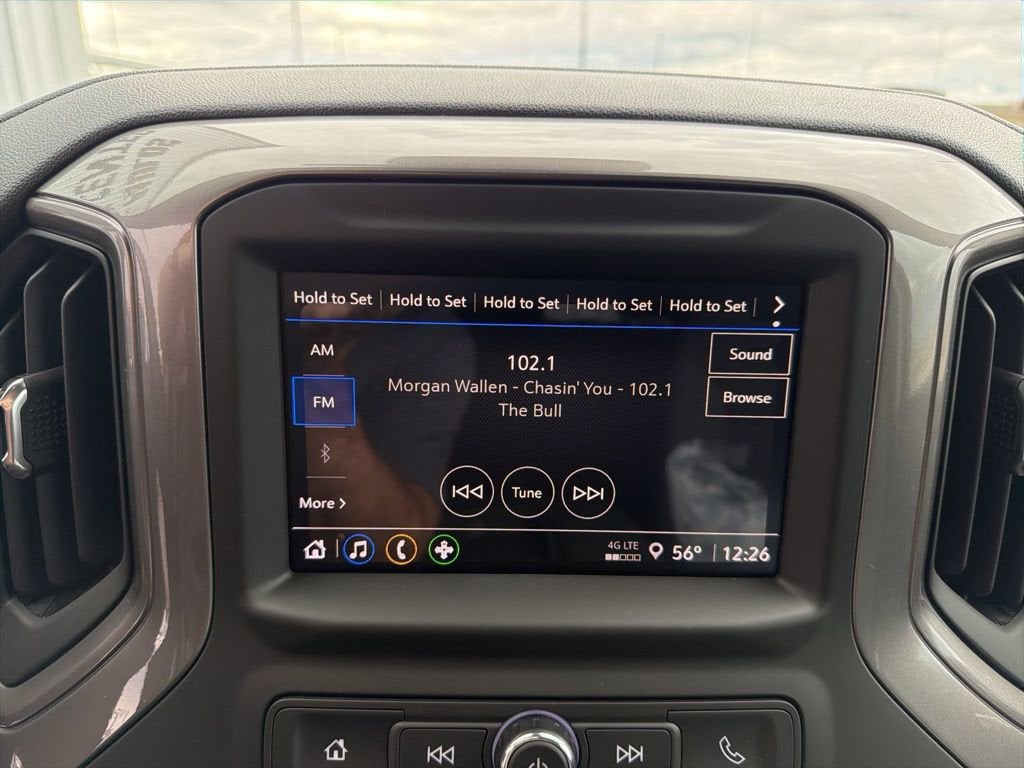 Hold to Set Hold to Set Hold to Set Hold to Set Hold to Set
AM
Sound
102.1
Morgan Wallen - Chasin' You - 102.1
FM
Browse
The Bull
More
Tune
4G LTE
56° 12:26